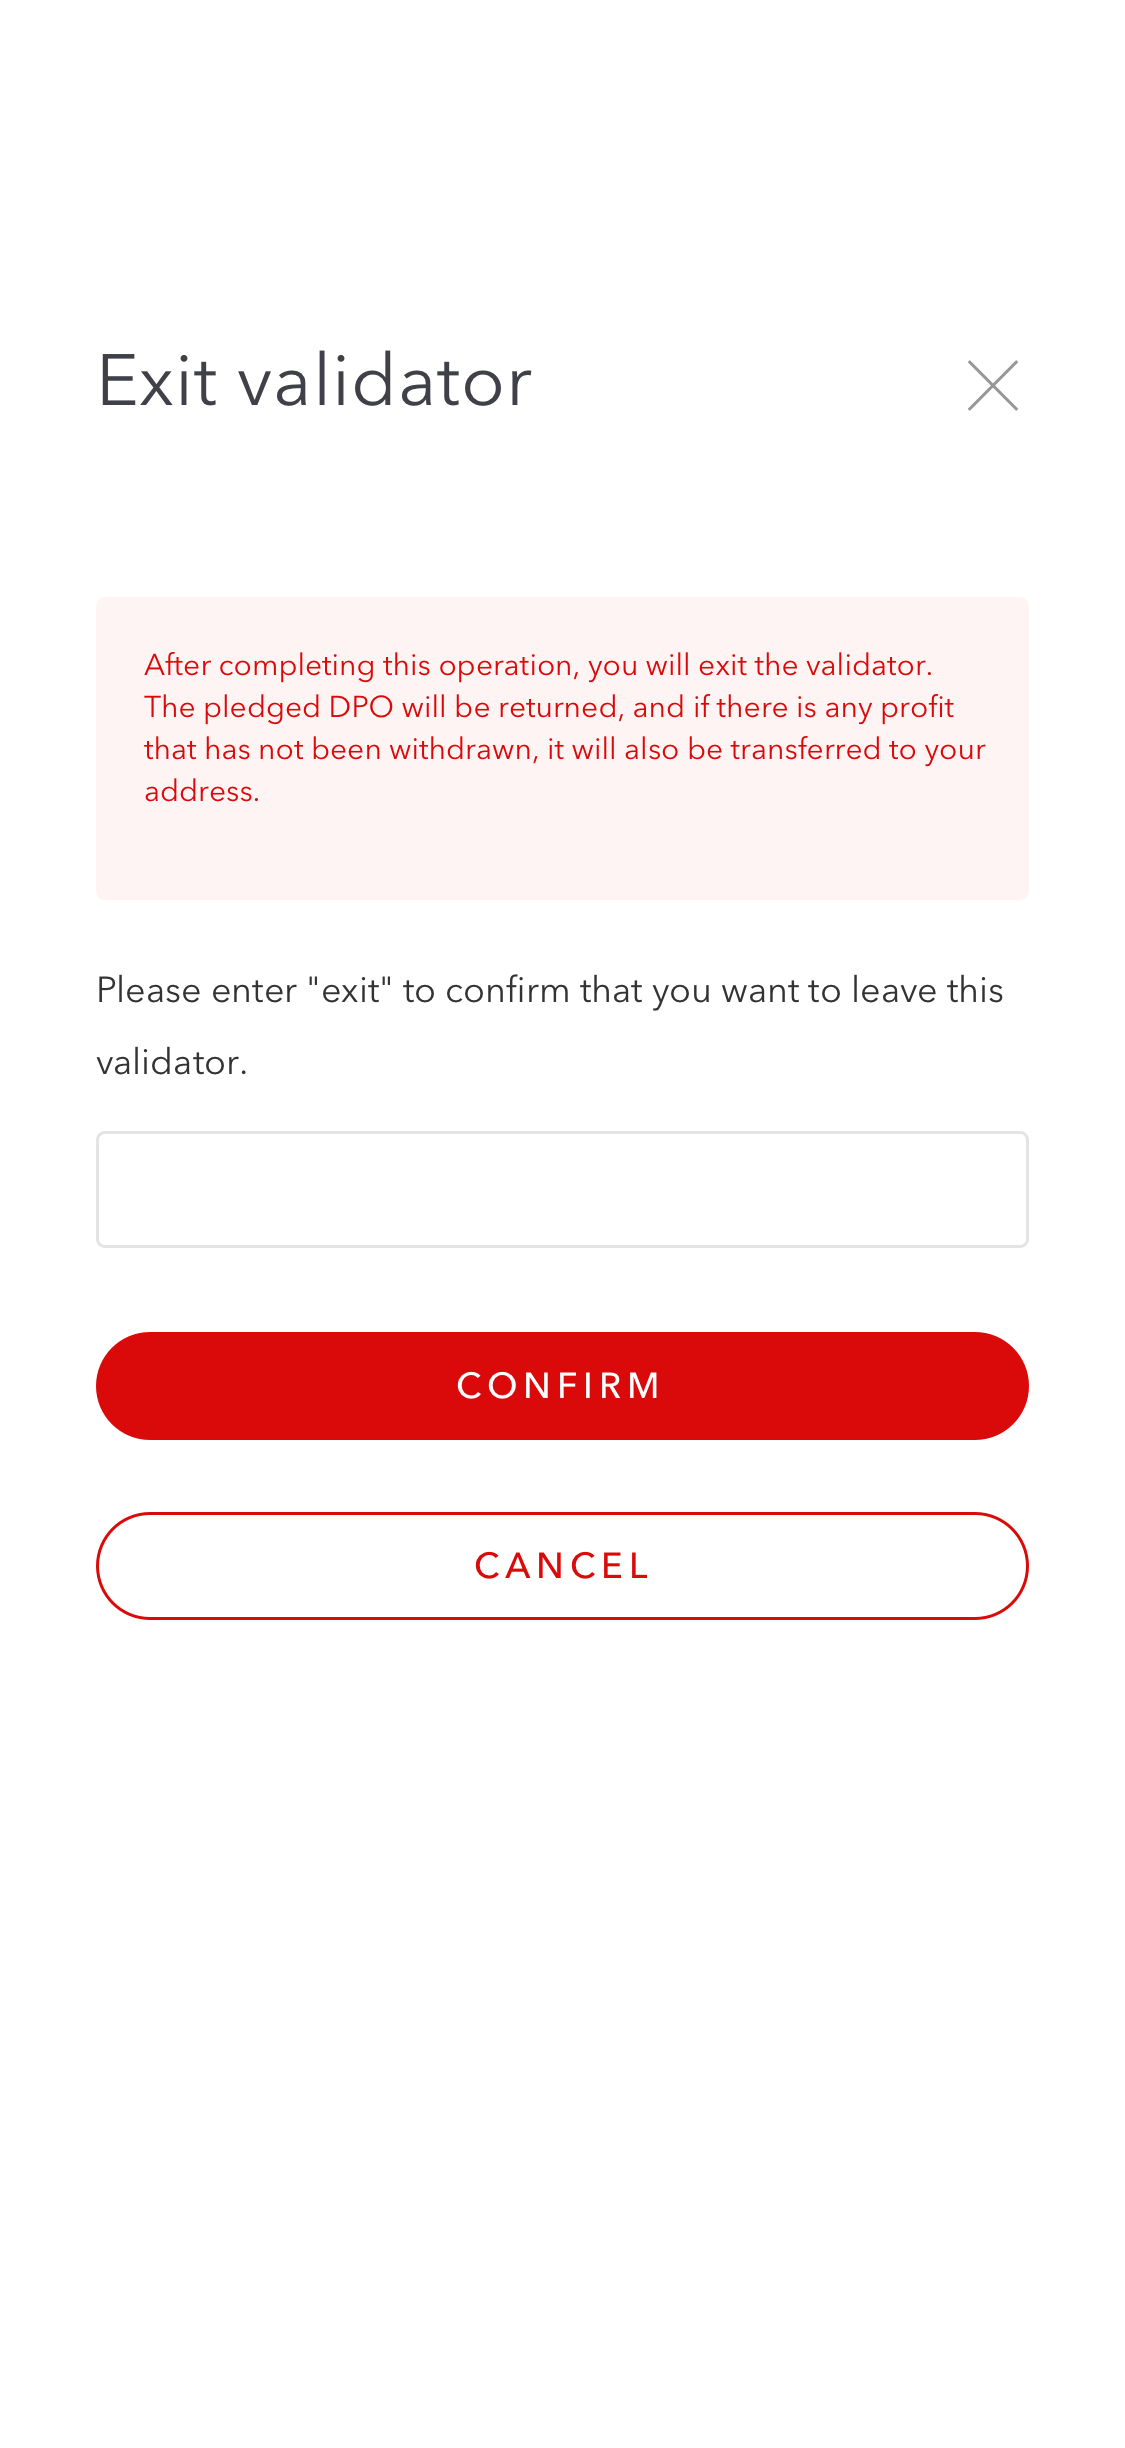 Exit validator
After completing this operation, you will exit the validator.
The pledged DPO will be returned, and if there is any profit
that has not been withdrawn, it will also be transferred to your
address.
Please enter "exit" to confirm that you want to leave this
validator.
CONFIRM
CANCEL